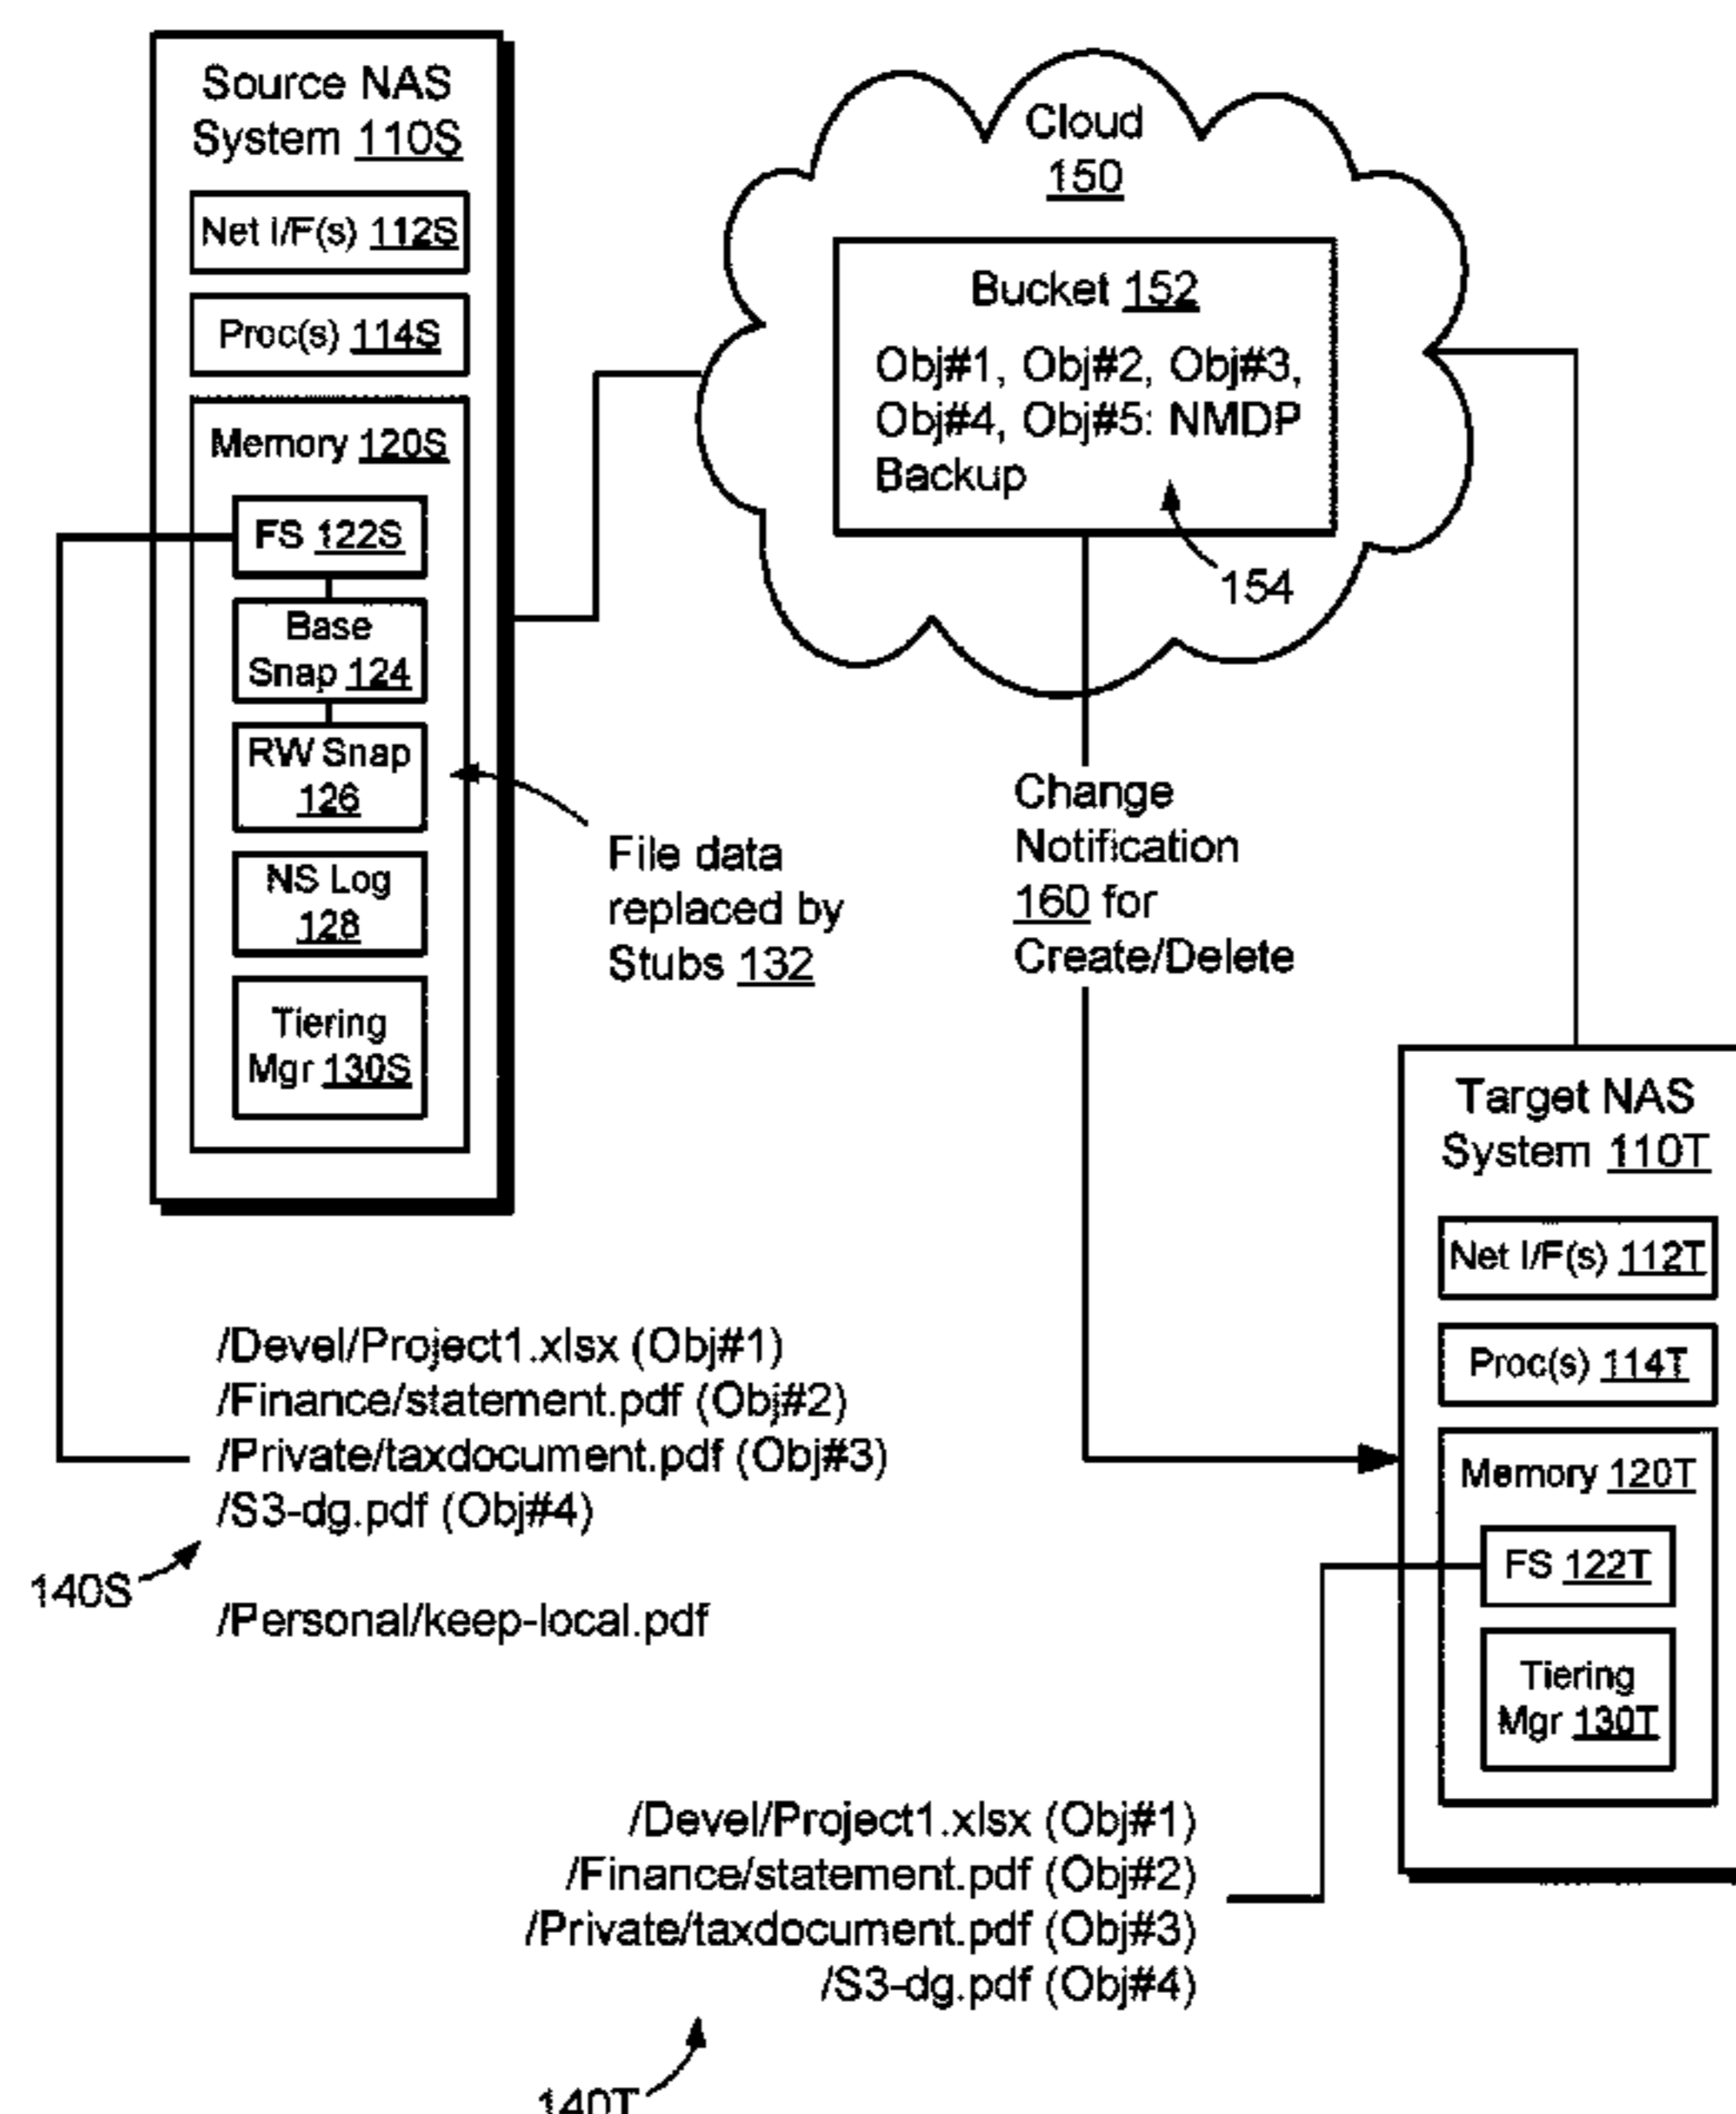 Source NAS
System 110S
Net I/F(s) 112S
Proc(s) 114S
Memory 120S
FS 122S
Base
Snap 124
RW Snap
126
NS Log
128
Tiering
Mgr 130S
File data
replaced by
Stubs 132
Cloud
150
Bucket 152
Obj#1, Obj#2, Obj#3,
Obj#4, Obj#5: NMDP
Backup
154
Change
Notification
160 for
Create/Delete
Target NAS
System 110T
Net I/F(s) 112T
Proc(s) 114T
Memory 120T
FS 122T
Tiering
Mgr 130T
/Devel/Project1.xlsx (Obj#1)
/Finance/statement.pdf (Obj#2)
/Private/taxdocument.pdf (Obj#3)
/S3-dg.pdf (Obj#4)
140S
/Personal/keep-local.pdf
/Devel/Project1.xlsx (Obj#1)
/Finance/statement.pdf (Obj#2)
/Private/taxdocument.pdf (Obj#3)
/S3-dg.pdf (Obj#4)
140T